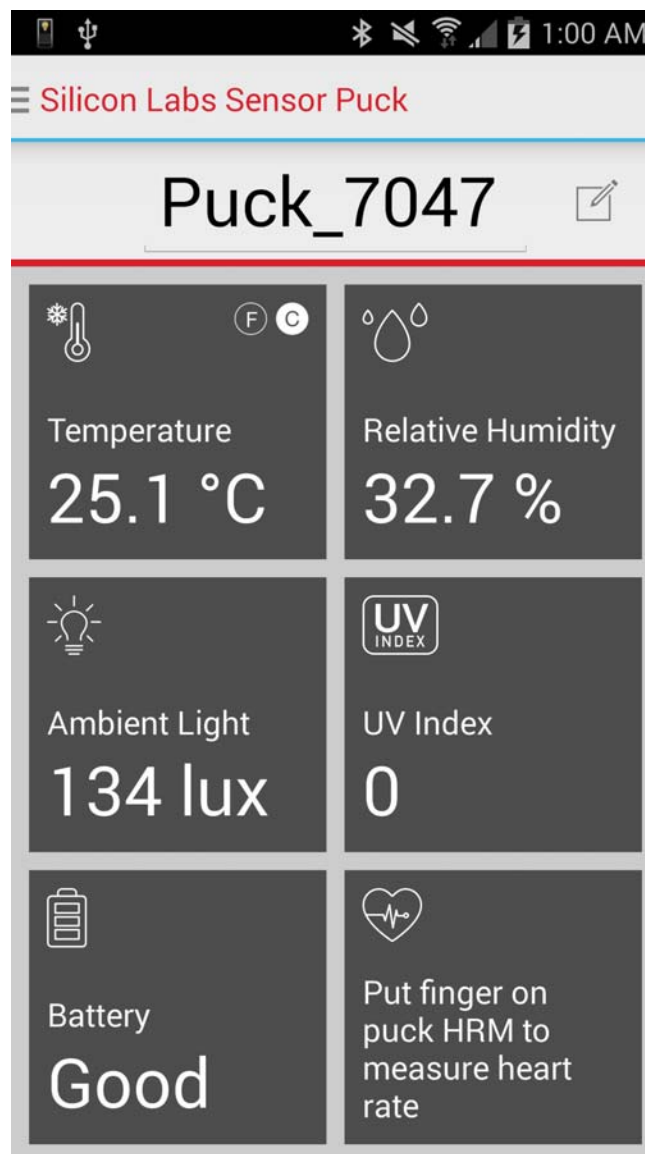 1:00 AM
Silicon Labs Sensor Puck
Puck_7047
F C
Temperature
25.1 °C
Relative Humidity
32.7 %
Ambient Light
134 lux
UV
INDEX
UV Index
0
Battery
Good
Put finger on
puck HRM to
measure heart
rate